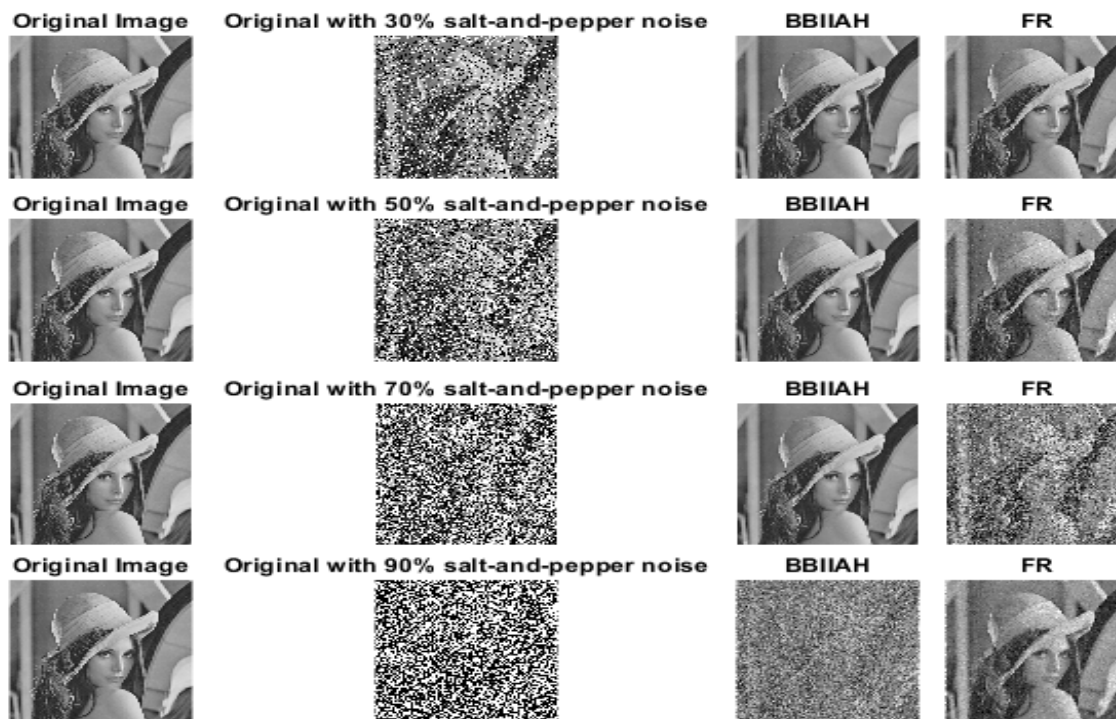 Original Image Original with 30% salt-and-pepper noise BBIIAH FR
Original Image Original with 50% salt-and-pepper noise BBIIAH FR
Original Image Original with 70% salt-and-pepper noise BBIIAH FR
Original Image Original with 90% salt-and-pepper noise BBIIAH FR